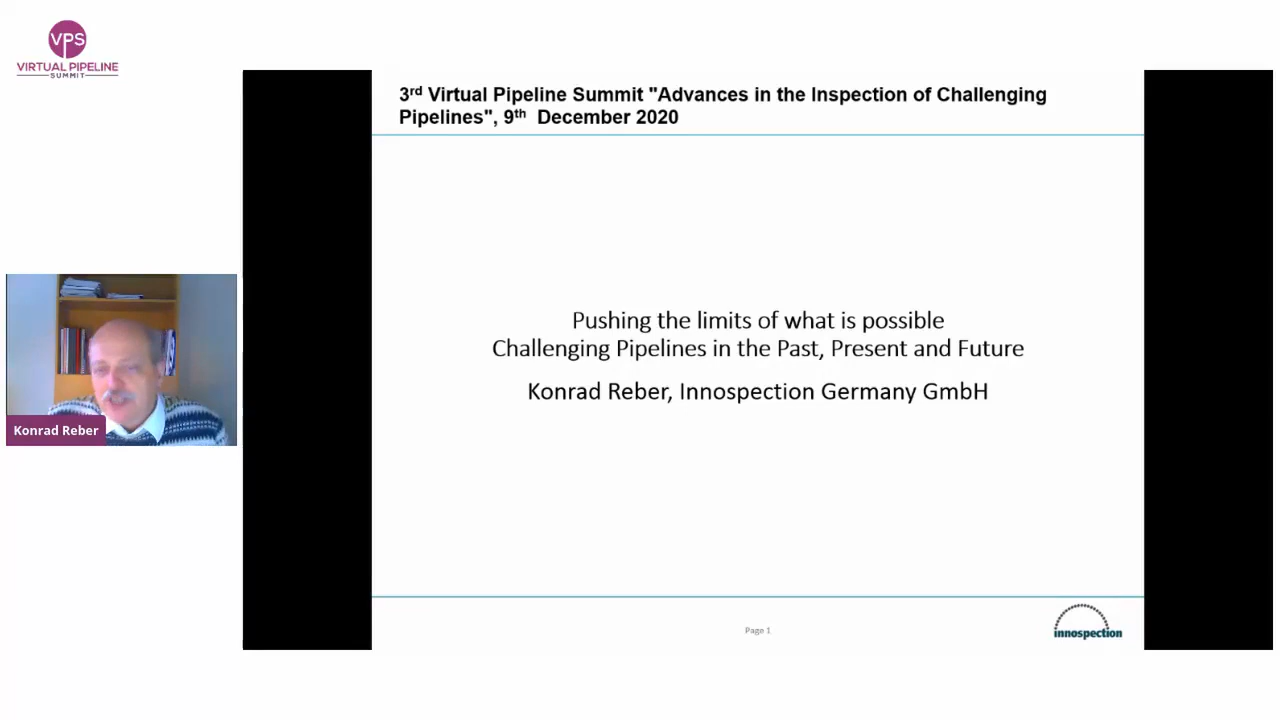 VPS
VIRTUAL PIPELINE
SUMMIT
3rd Virtual Pipeline Summit "Advances in the Inspection of Challenging
Pipelines", 9th December 2020
Pushing the limits of what is possible
Challenging Pipelines in the Past, Present and Future
Konrad Reber, Innospection Germany GmbH
Konrad Reber
Page 1
innospection